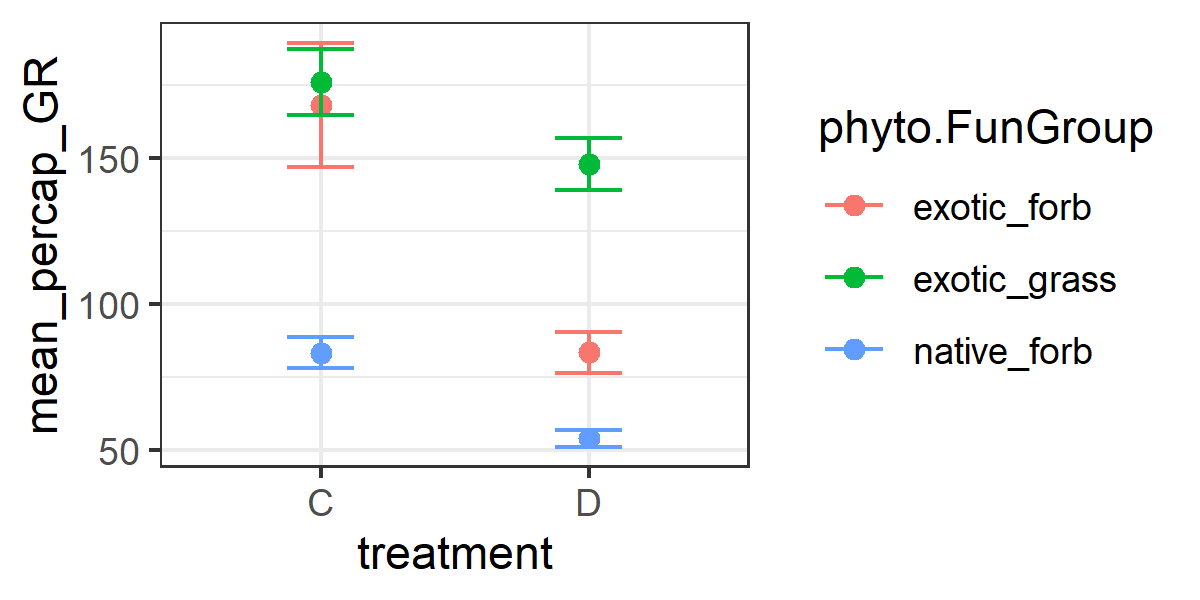 mean_percap_GR
150
100
50
C D
treatment
phyto.FunGroup
exotic_forb
exotic_grass
native_forb